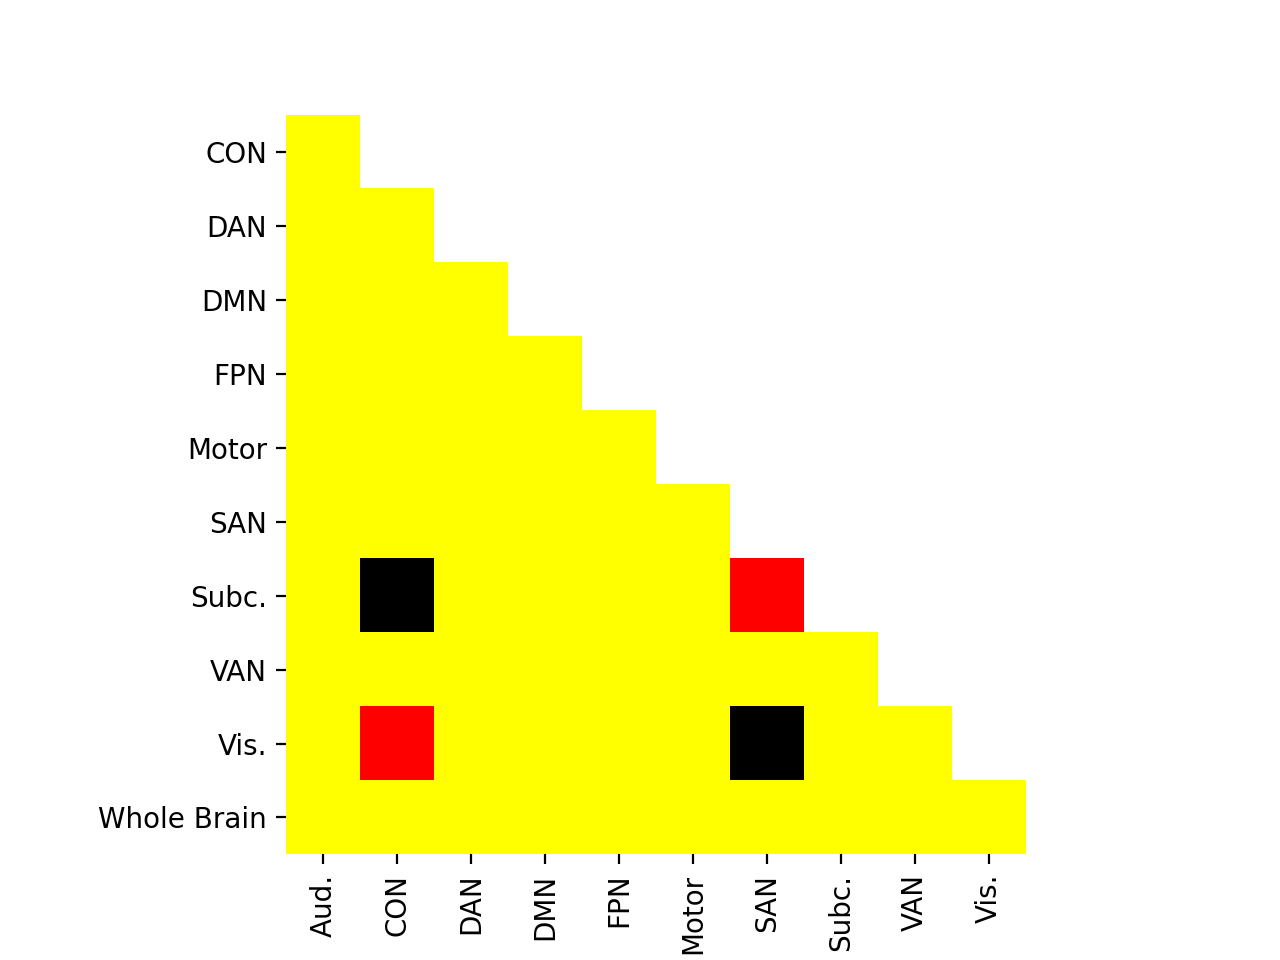 CON
DAN
DMN
FPN
Motor
SAN
Subc.
VAN
Vis.
Whole Brain
Aud.
CON
DAN
DMN
FPN
Motor
SAN
Subc.
VAN
Vis.